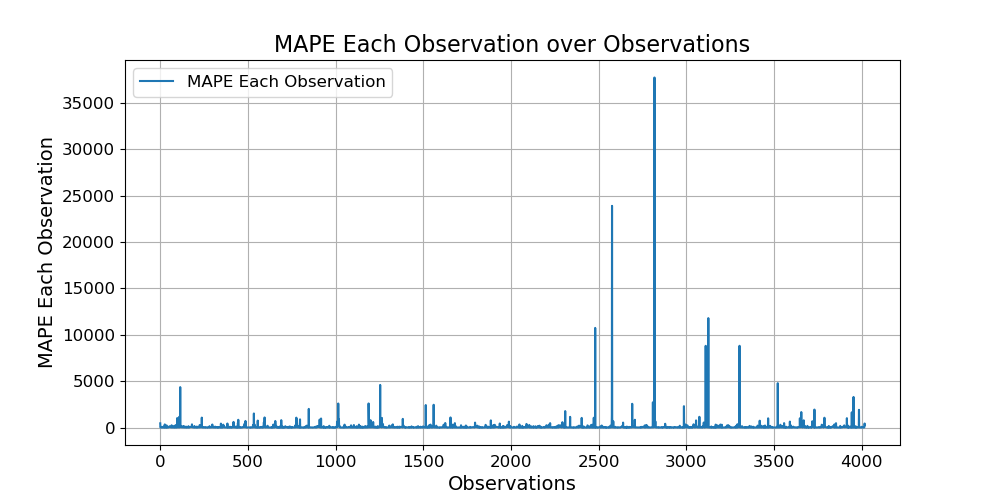 MAPE Each Observation over Observations
MAPE Each Observation
35000
30000
25000
20000
15000
10000
5000
0
MAPE Each Observation
0 500 1000 1500 2000 2500 3000 3500 4000
Observations